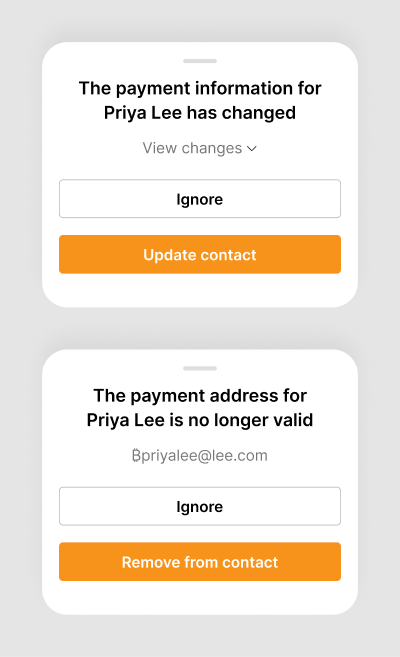 The payment information for
Priya Lee has changed
View changes
Ignore
Update contact
The payment address for
Priya Lee is no longer valid
₿priyalee@lee.com
Ignore
Remove from contact